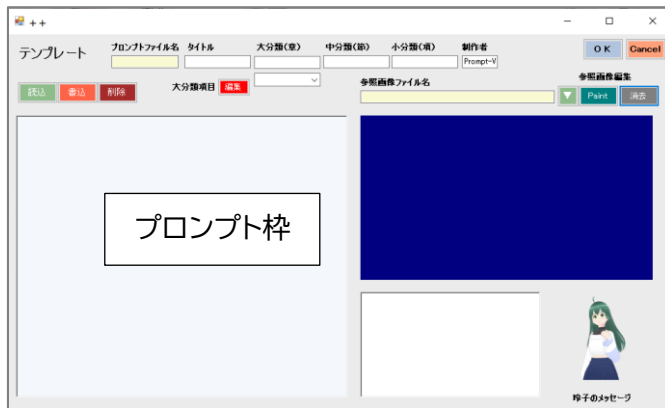 ++
テンプレート
プロンプトファイル名 タイトル 大分類(章) 中分類(節) 小分類(項) 制作者
Prompt-V
OK Cancel
読込 書込 削除
大分類項目 編集
参照画像ファイル名
参照画像編集
▼ Paint 消去
プロンプト枠
玲子のメッセージ